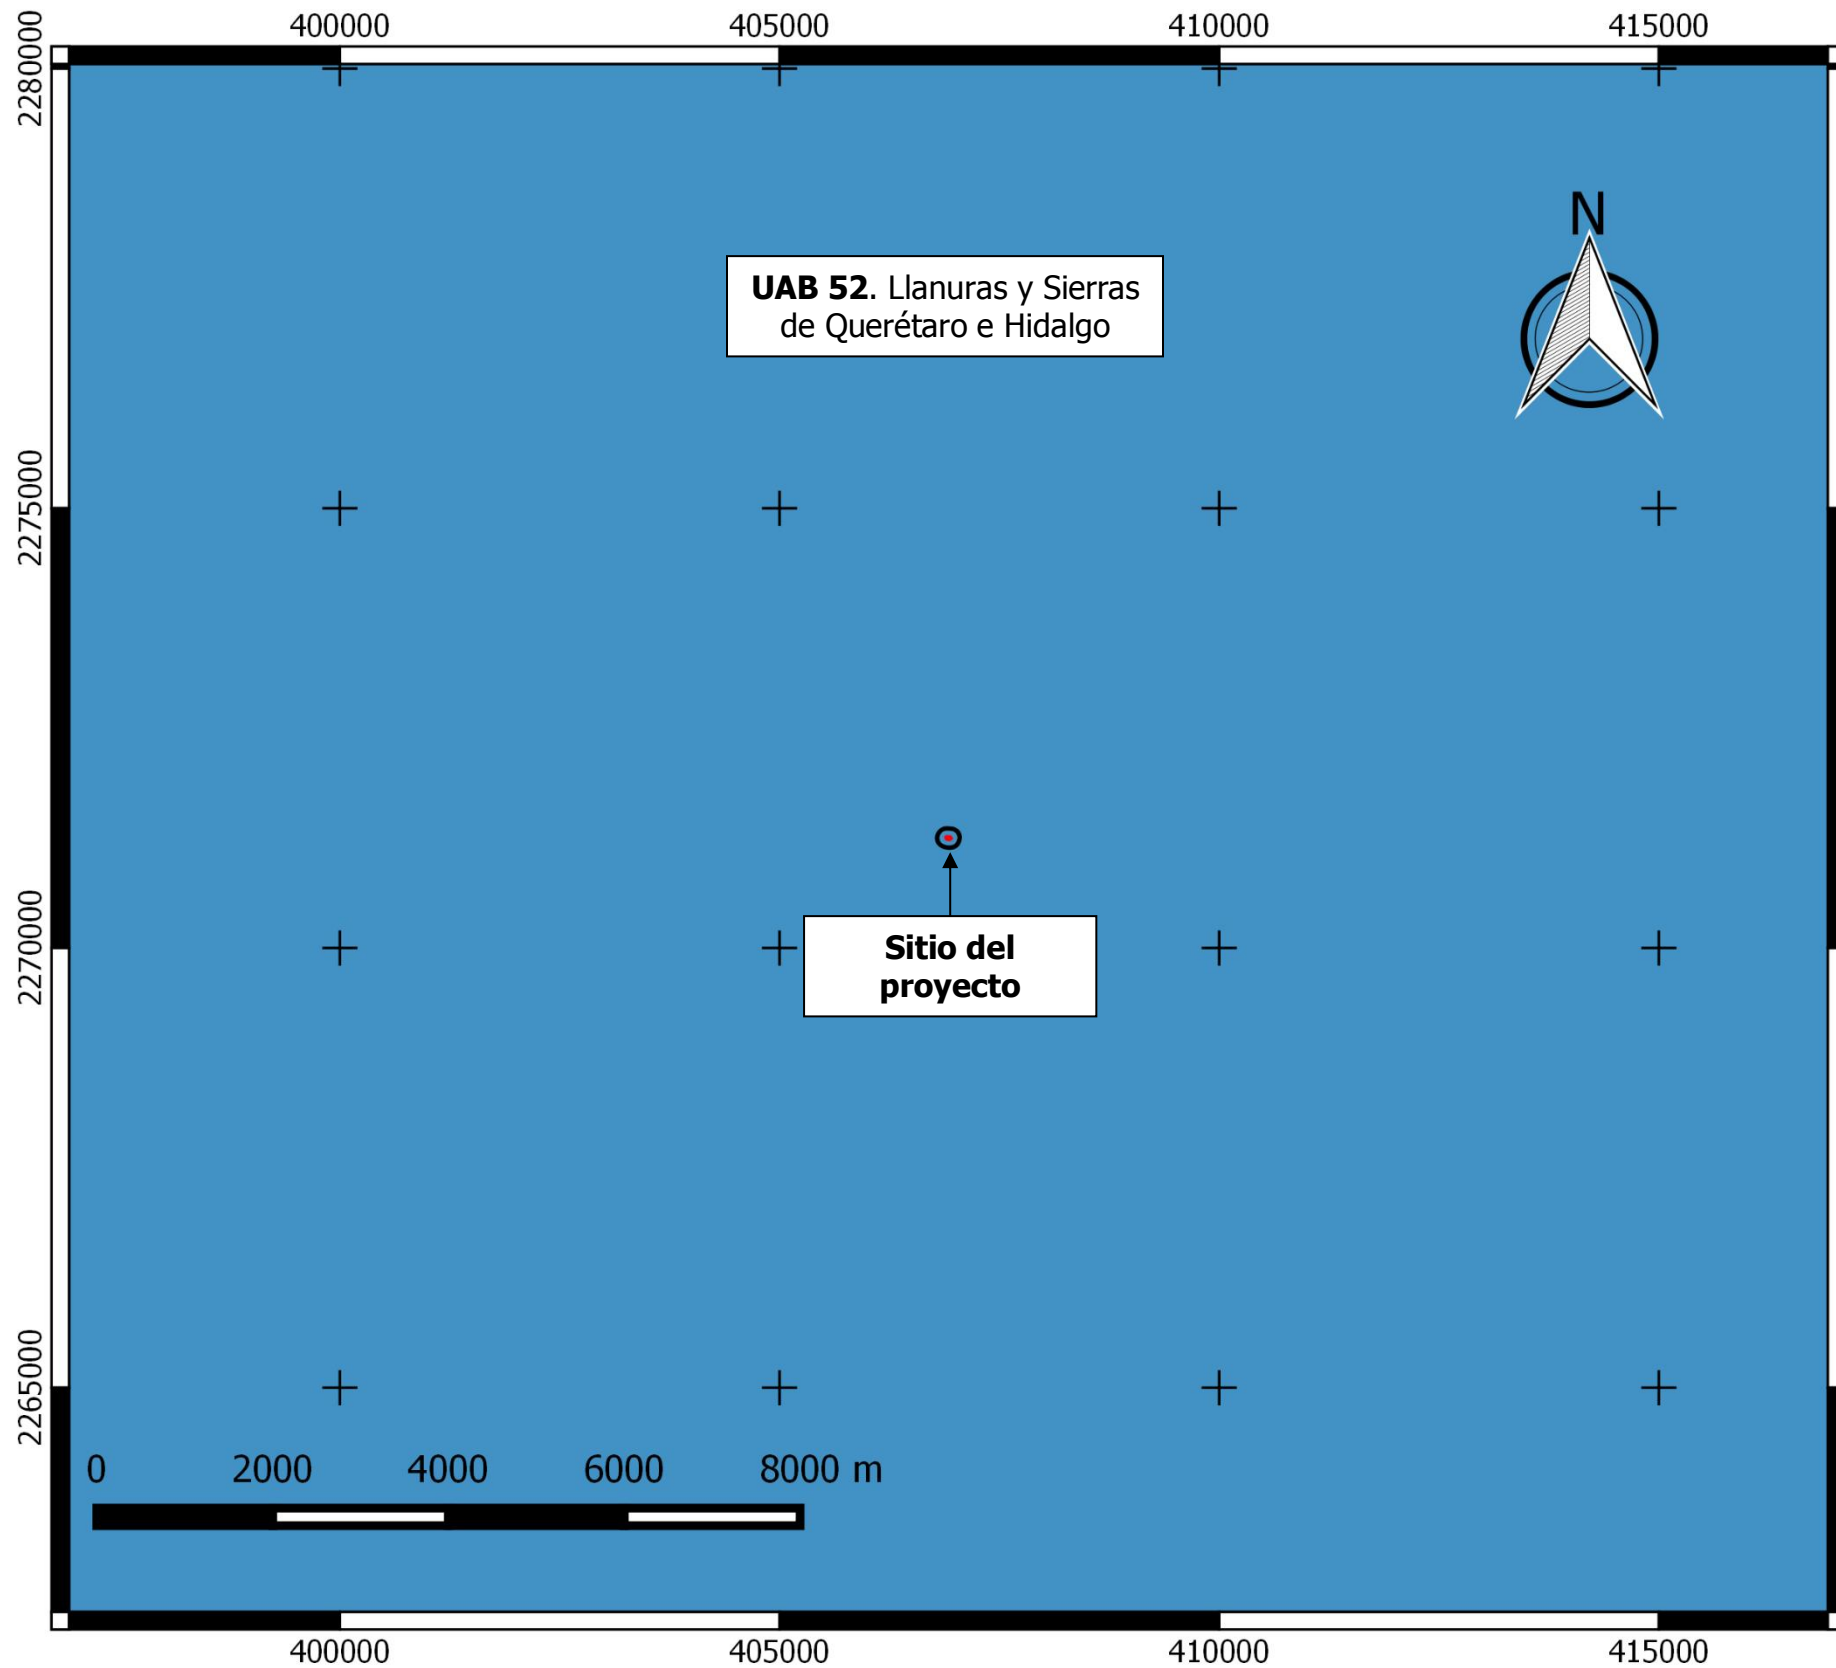 400000 405000 410000 415000
2280000
N
UAB 52. Llanuras y Sierras
de Querétaro e Hidalgo
2275000
Sitio del
proyecto
2270000
2265000
0 2000 4000 6000 8000 m
400000 405000 410000 415000